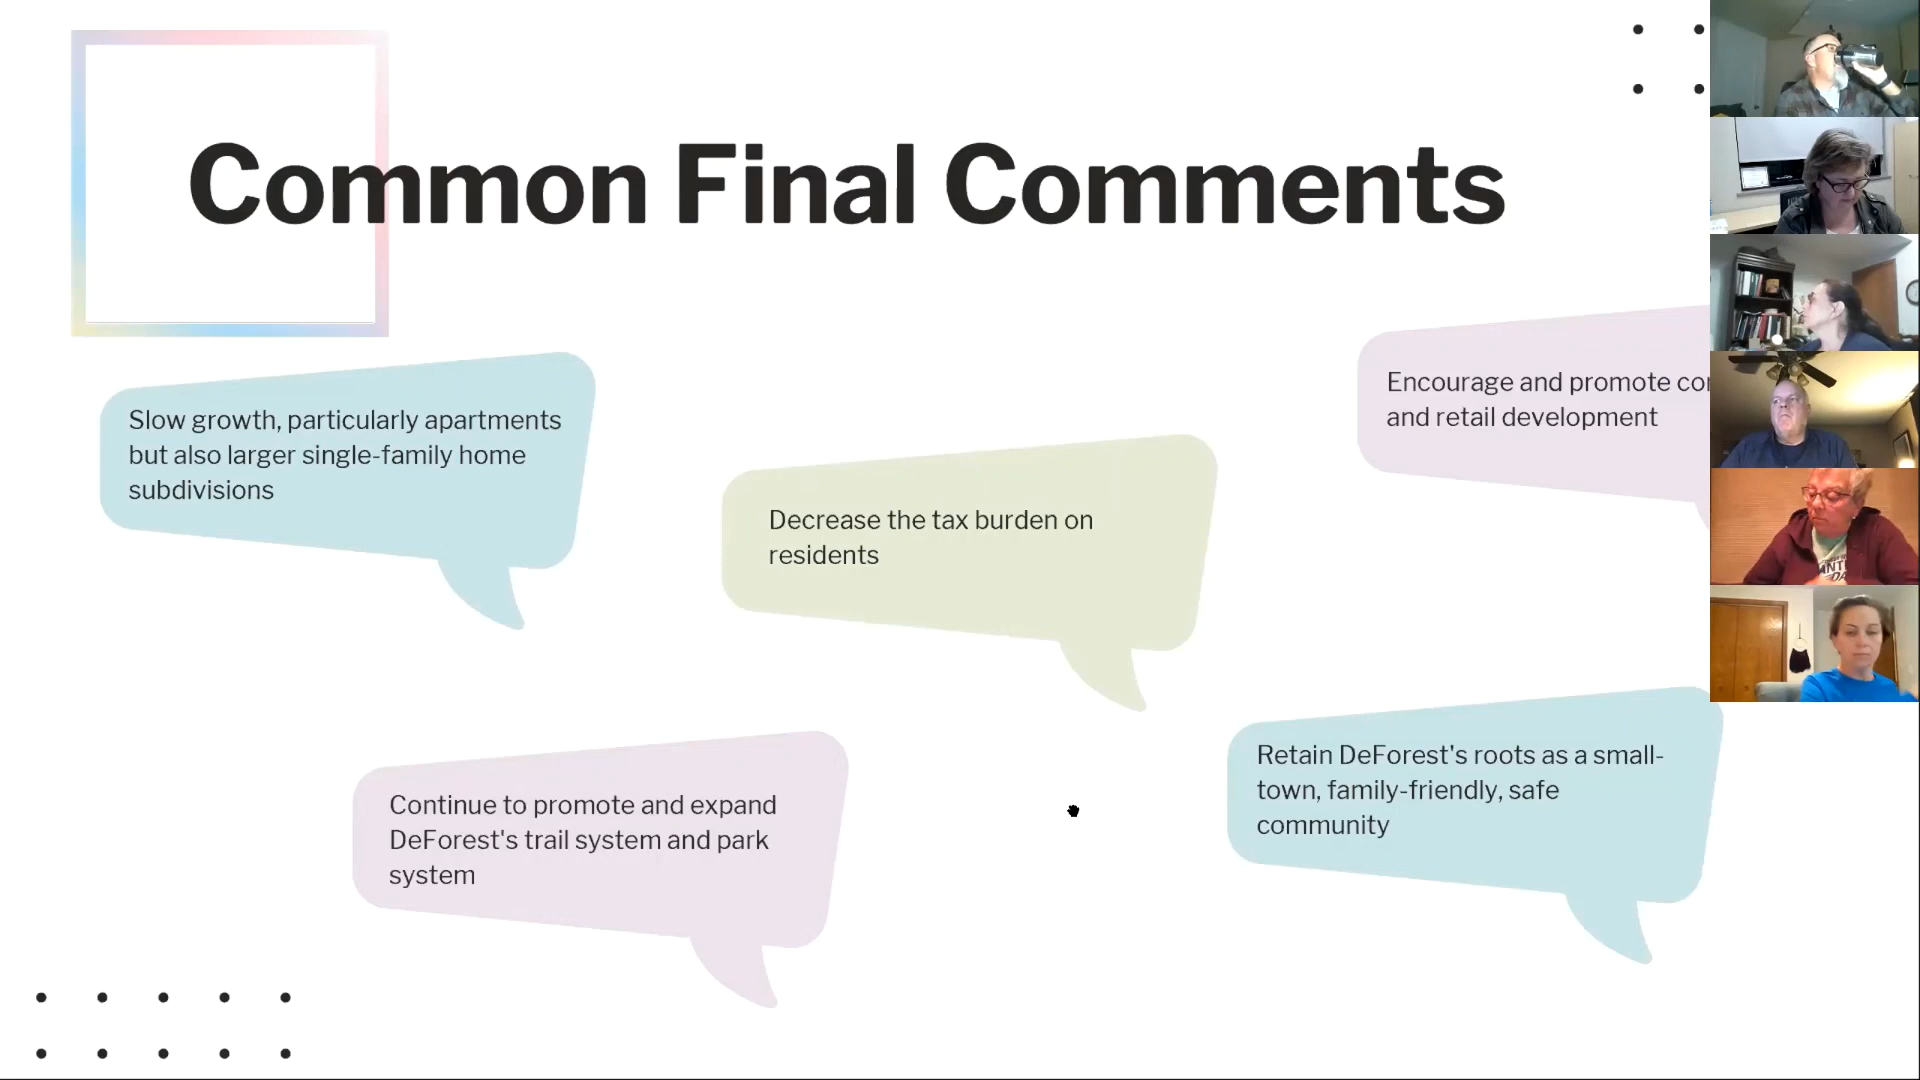 Common Final Comments
Slow growth, particularly apartments
but also larger single-family home
subdivisions
Decrease the tax burden on
residents
Encourage and promote
and retail development
Continue to promote and expand
DeForest's trail system and park
system
Retain DeForest's roots as a small-
town, family-friendly, safe
community